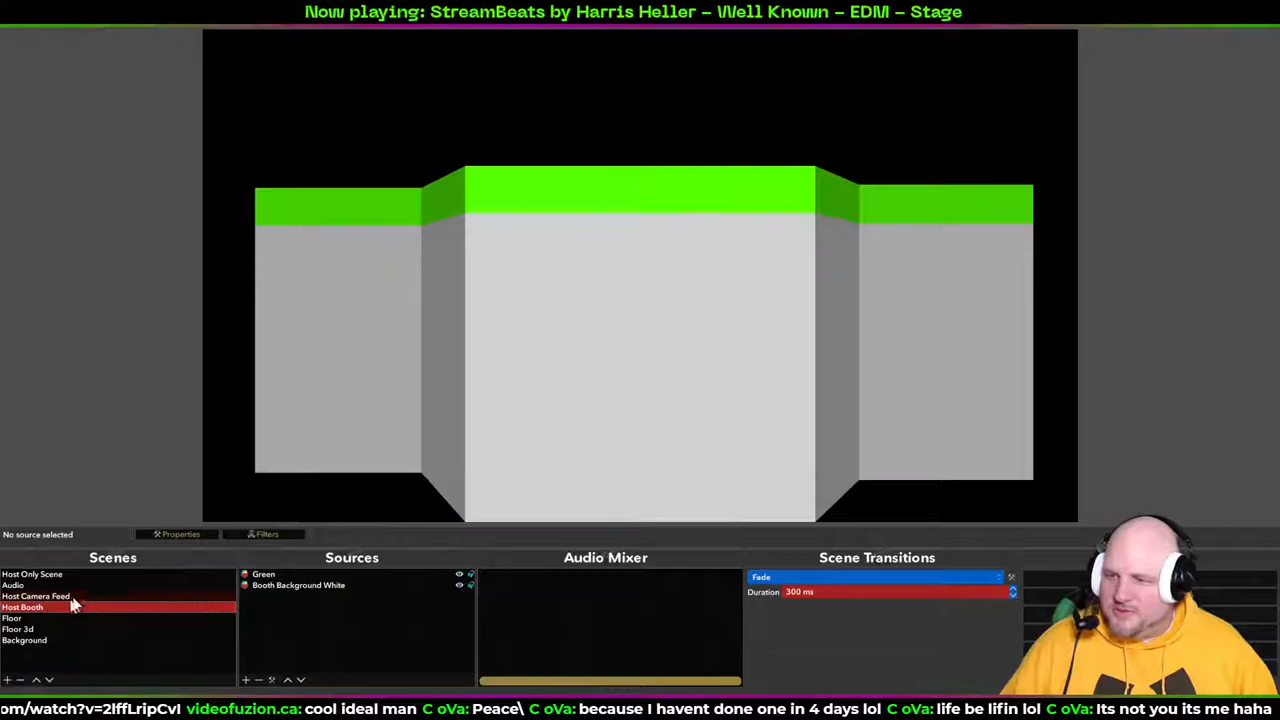 Now playing: StreamBeats by Harris Heller - Well Known - EDM - Stage
No source selected
Properties
Filters
Scenes
Sources
Audio Mixer
Scene Transitions
Host Only Scene
Audio
Host Camera Feed
Host Booth
Floor
Floor 3d
Background
Green
Booth Background White
Fade
Duration 300 ms
om/watch?v=2lffLripCvI videofuzion.ca: cool ideal man C oVa: Peace\ C oVa: because I havent done one in 4 days lol C oVa: life be lifin lol C oVa: Its not you its me haha